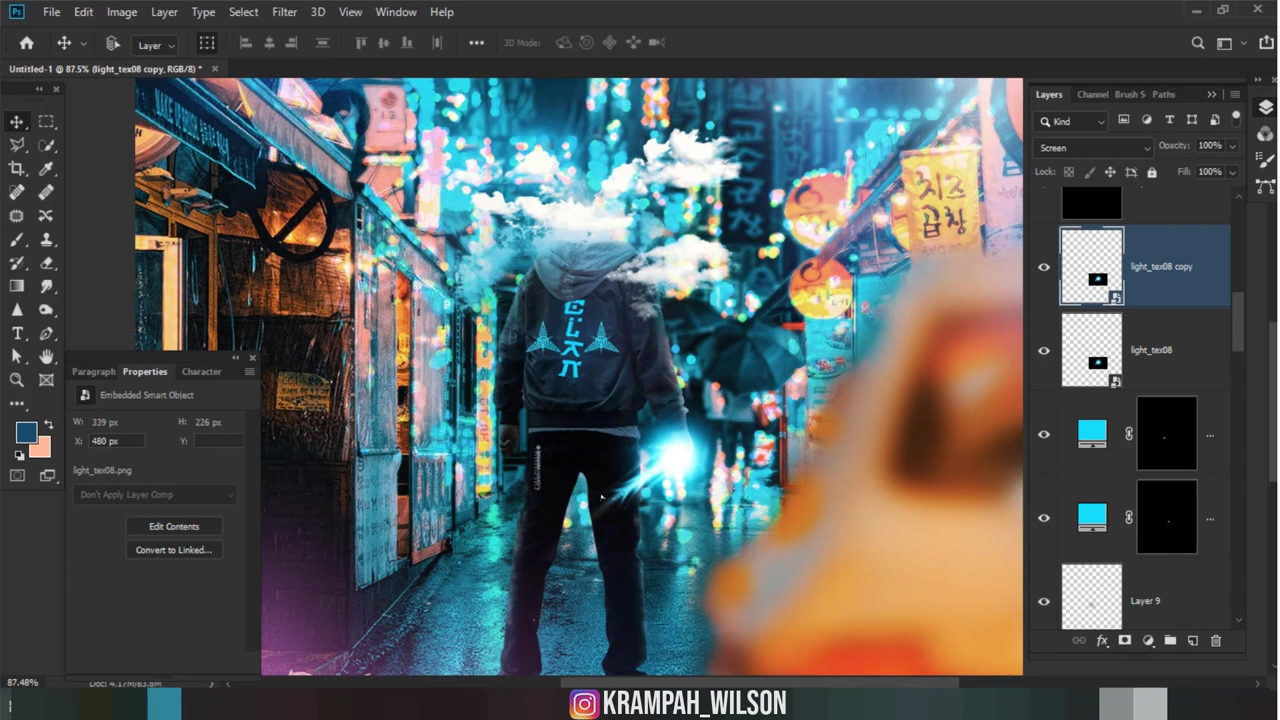 Ps File Edit Image Layer Type Select Filter 3D View Window Help
Layer 3D Mode:
Untitled-1 @ 87.5% (light_tex08 copy, RGB/8) *
Layers Channel Brush S Paths
Kind
Screen Opacity: 100%
Lock: Fill: 100%
light_tex08 copy
light_tex08
Layer 9
Paragraph Properties Character
Embedded Smart Object
W: 339 px H: 226 px
X: 480 px Y:
light_tex08.png
Don't Apply Layer Comp
Edit Contents
Convert to Linked...
치즈
곱창
87.48% Doc: 4.17M/83.6M
KRAMPAH_WILSON